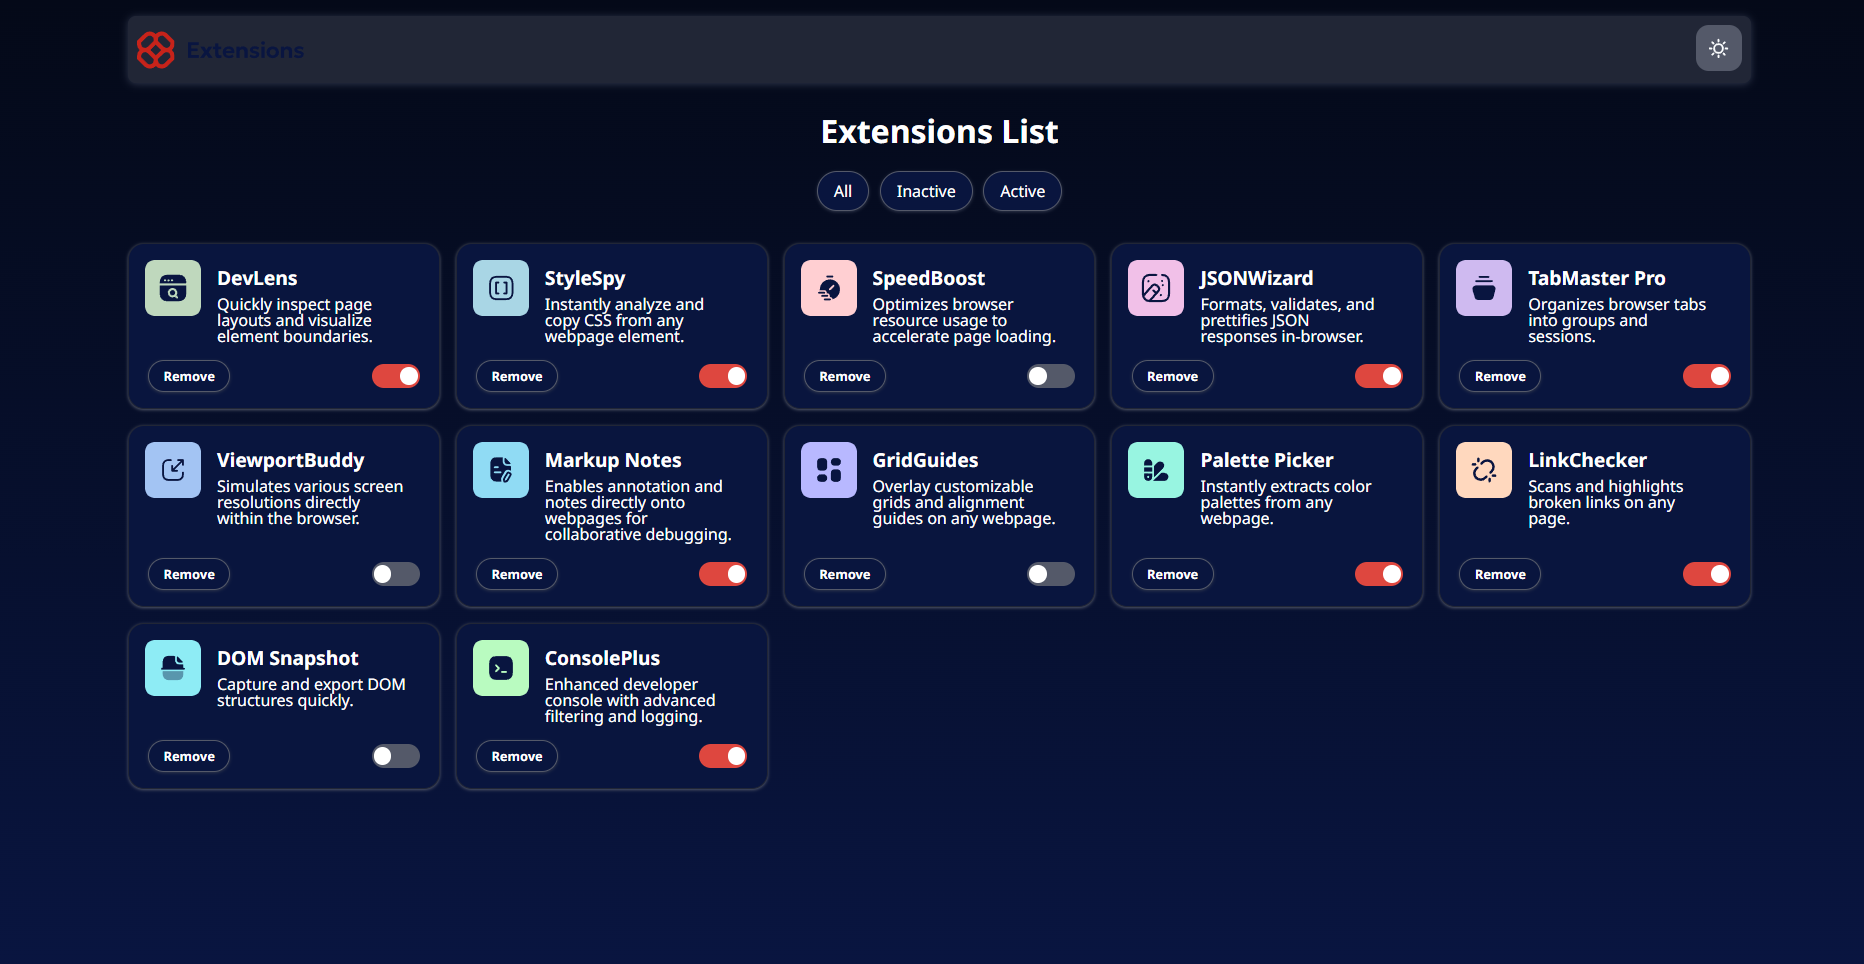 Extensions
Extensions List
All
Inactive
Active
DevLens
Quickly inspect page
layouts and visualize
element boundaries.
Remove
StyleSpy
Instantly analyze and
copy CSS from any
webpage element.
Remove
SpeedBoost
Optimizes browser
resource usage to
accelerate page loading.
Remove
JSONWizard
Formats, validates, and
prettifies JSON
responses in-browser.
Remove
TabMaster Pro
Organizes browser tabs
into groups and
sessions.
Remove
ViewportBuddy
Simulates various screen
resolutions directly
within the browser.
Remove
Markup Notes
Enables annotation and
notes directly onto
webpages for
collaborative debugging.
Remove
GridGuides
Overlay customizable
grids and alignment
guides on any webpage.
Remove
Palette Picker
Instantly extracts color
palettes from any
webpage.
Remove
LinkChecker
Scans and highlights
broken links on any
page.
Remove
DOM Snapshot
Capture and export DOM
structures quickly.
Remove
ConsolePlus
Enhanced developer
console with advanced
filtering and logging.
Remove